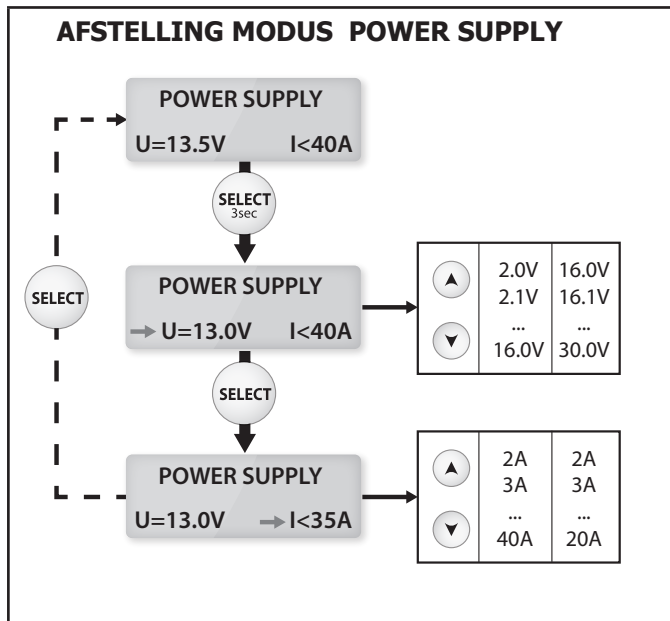 AFSTELLING MODUS POWER SUPPLY
POWER SUPPLY
U=13.5V I<40A
SELECT
3sec
SELECT
POWER SUPPLY
U=13.0V I<40A
2.0V 16.0V
2.1V 16.1V
... ...
16.0V 30.0V
SELECT
POWER SUPPLY
U=13.0V I<35A
2A 2A
3A 3A
... ...
40A 20A